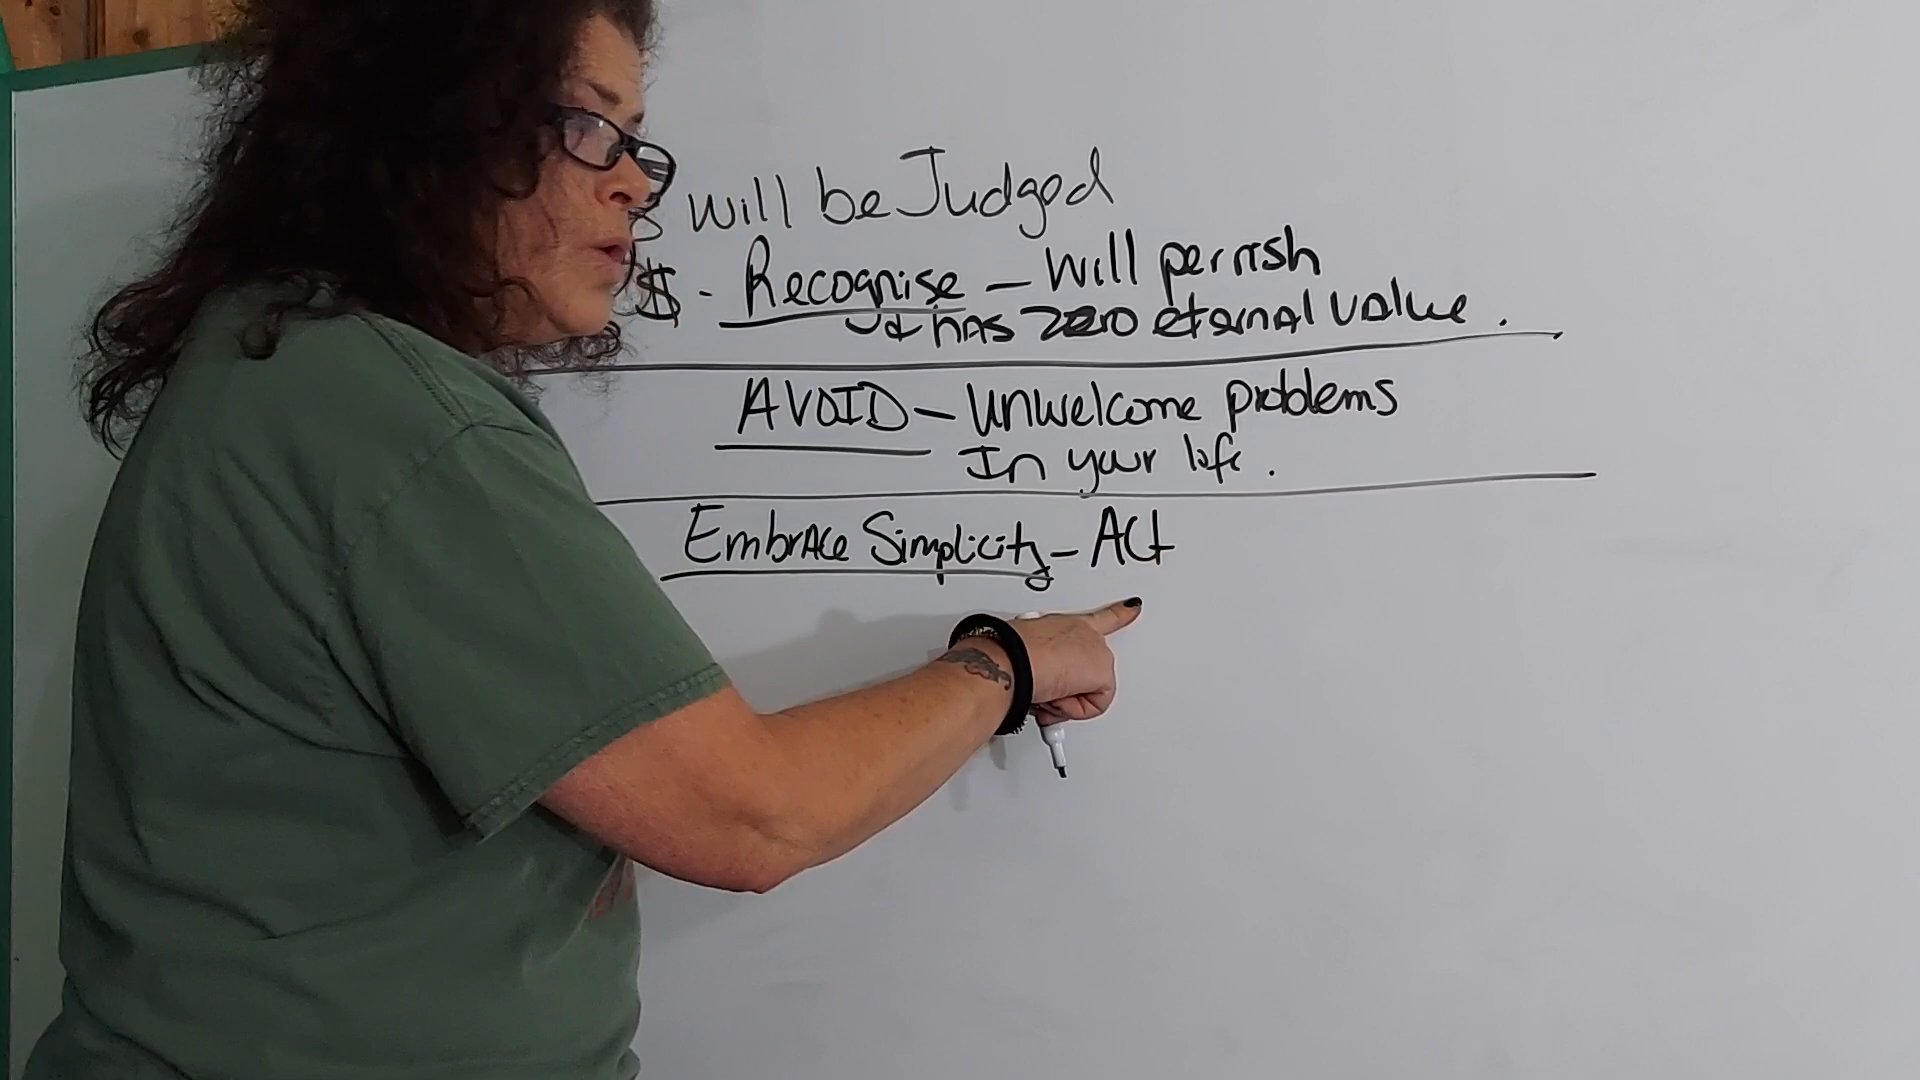 will be Judged
$ - Recognise - will perrish
& has zero eternal value.
AVOID - Unwelcome problems
In your life.
Embrace Simplicity - Act